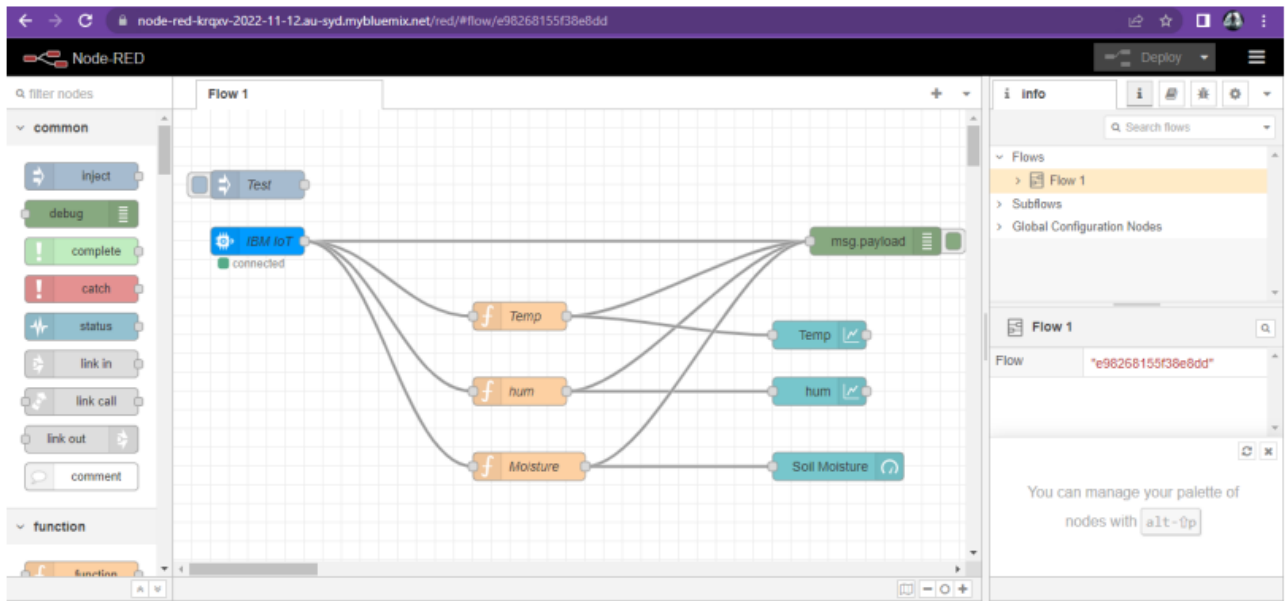 node-red-krqxv-2022-11-12.au-syd.mybluemix.net/red/#flow/e98268155f38e8dd
Node-RED
Deploy
filter nodes
common
inject
debug
complete
catch
status
link in
link call
link out
comment
function
function
Flow 1
Test
IBM IoT
connected
msg.payload
Temp
Temp
hum
hum
Moisture
Soil Moisture
i info
i
Search flows
Flows
Flow 1
Subflows
Global Configuration Nodes
Flow 1
Flow "e98268155f38e8dd"
You can manage your palette of
nodes with alt-⇧p